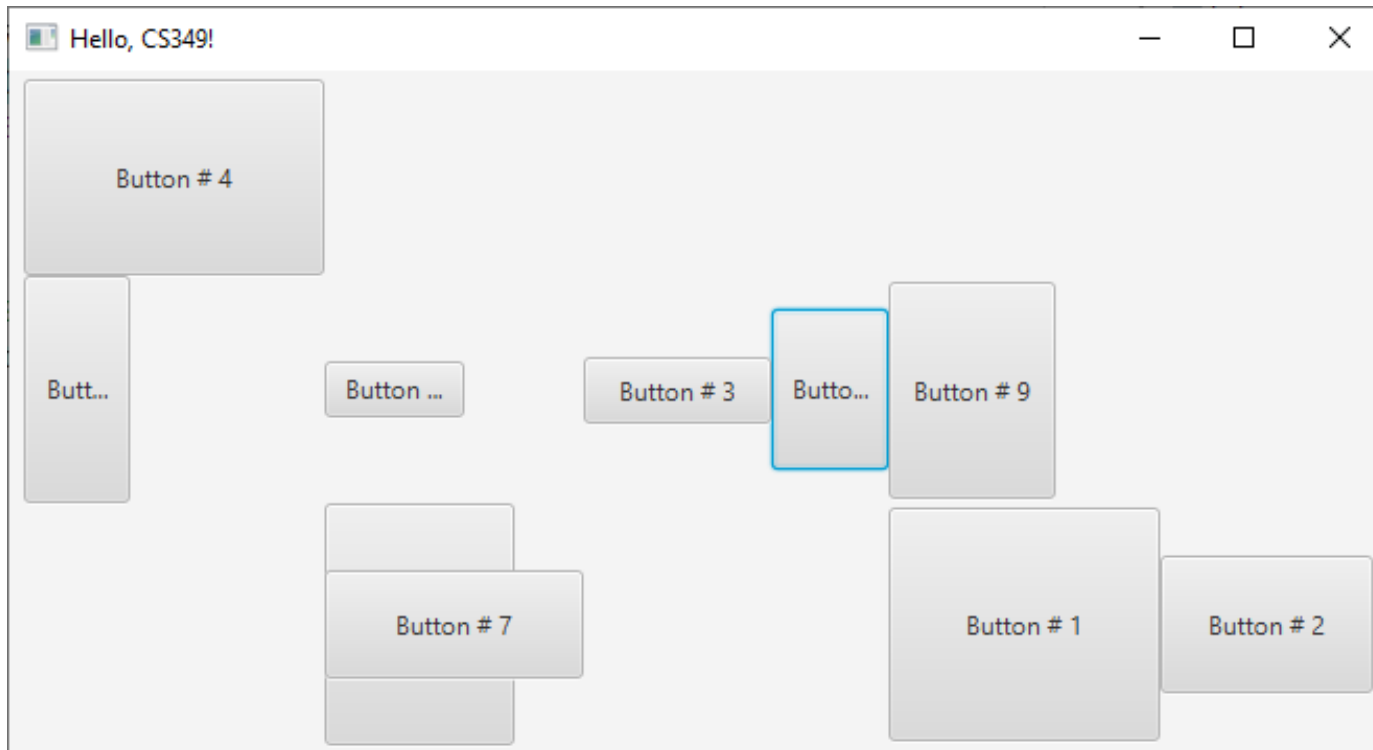 Hello, CS349!
Button # 4
Butt...
Button ...
Button # 3
Butto...
Button # 9
Button # 7
Button # 1
Button # 2